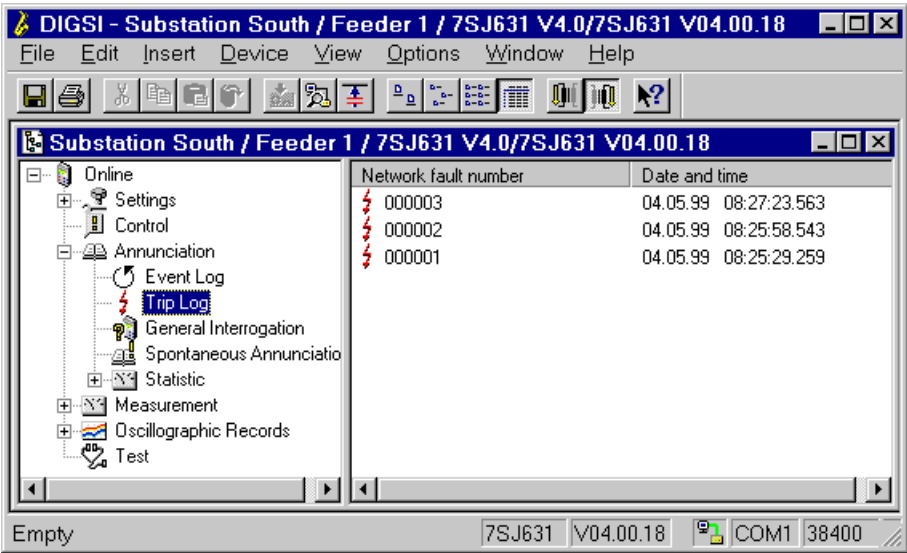 DIGSI - Substation South / Feeder 1 / 7SJ631 V4.0/7SJ631 V04.00.18
File Edit Insert Device View Options Window Help
Substation South / Feeder 1 / 7SJ631 V4.0/7SJ631 V04.00.18
Online
Settings
Control
Annunciation
Event Log
Trip Log
General Interrogation
Spontaneous Annunciatio
Statistic
Measurement
Oscillographic Records
Test
Network fault number Date and time
000003 04.05.99 08:27:23.563
000002 04.05.99 08:25:58.543
000001 04.05.99 08:25:29.259
Empty 7SJ631 V04.00.18 COM1 38400